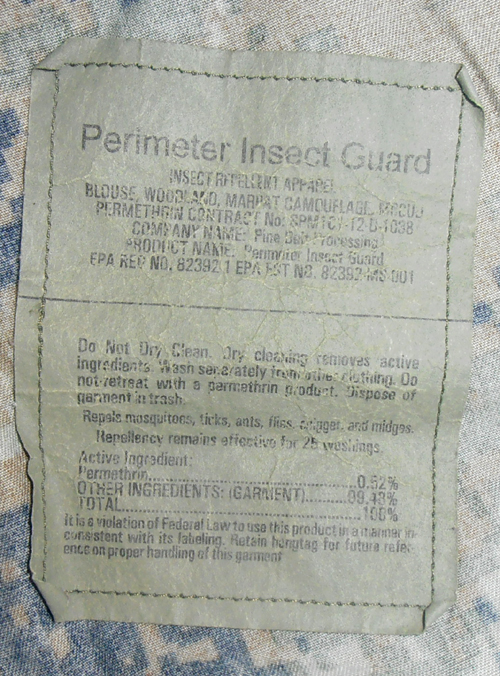 Perimeter Insect Guard
INSECT REPELLENT APPAREL
BLOUSE, WOODLAND, MARPAT CAMOUFLAGE, MCCUU
PERMETHRIN CONTRACT No: SPM1C1-12-D-1038
COMPANY NAME: Pine Belt Processing
PRODUCT NAME: Perimeter Insect Guard
EPA REG NO. 82392-1 EPA EST NO. 82392-MS-001
Do Not Dry Clean. Dry cleaning removes active
ingredients. Wash separately from other clothing. Do
not retreat with a permethrin product. Dispose of
garment in trash.
Repels mosquitoes, ticks, ants, flies, chigger, and midges.
Repellency remains effective for 25 washings.
Active Ingredient:
Permethrin..........................................0.52%
OTHER INGREDIENTS: (GARMENT)..........99.48%
TOTAL................................................100%
It is a violation of Federal Law to use this product in a manner in-
consistent with its labeling. Retain hangtag for future refer-
ence on proper handling of this garment